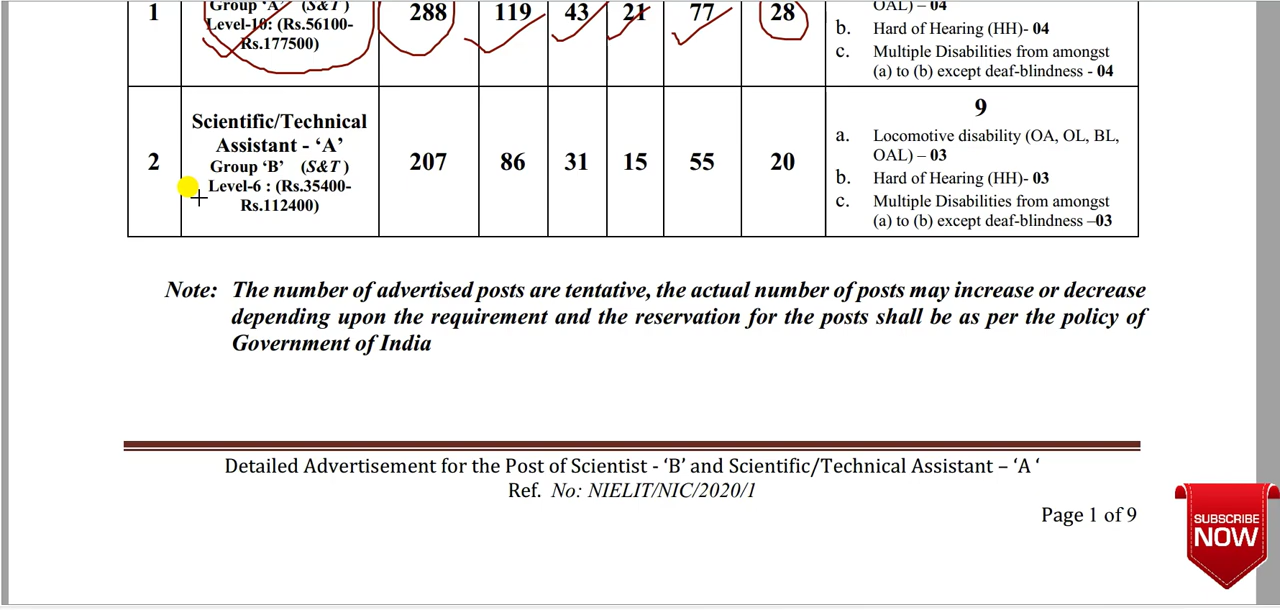 1
Group ‘A’ (S&T )
Level-10: (Rs.56100-
Rs.177500)
288
119
43
21
77
28
OAL) – 04
b. Hard of Hearing (HH)- 04
c. Multiple Disabilities from amongst
(a) to (b) except deaf-blindness - 04
2
Scientific/Technical
Assistant - ‘A’
Group ‘B’ (S&T )
Level-6 : (Rs.35400-
Rs.112400)
207
86
31
15
55
20
9
a. Locomotive disability (OA, OL, BL,
OAL) – 03
b. Hard of Hearing (HH)- 03
c. Multiple Disabilities from amongst
(a) to (b) except deaf-blindness –03
Note: The number of advertised posts are tentative, the actual number of posts may increase or decrease
depending upon the requirement and the reservation for the posts shall be as per the policy of
Government of India
Detailed Advertisement for the Post of Scientist - ‘B’ and Scientific/Technical Assistant – ‘A ‘
Ref. No: NIELIT/NIC/2020/1
Page 1 of 9
SUBSCRIBE
NOW